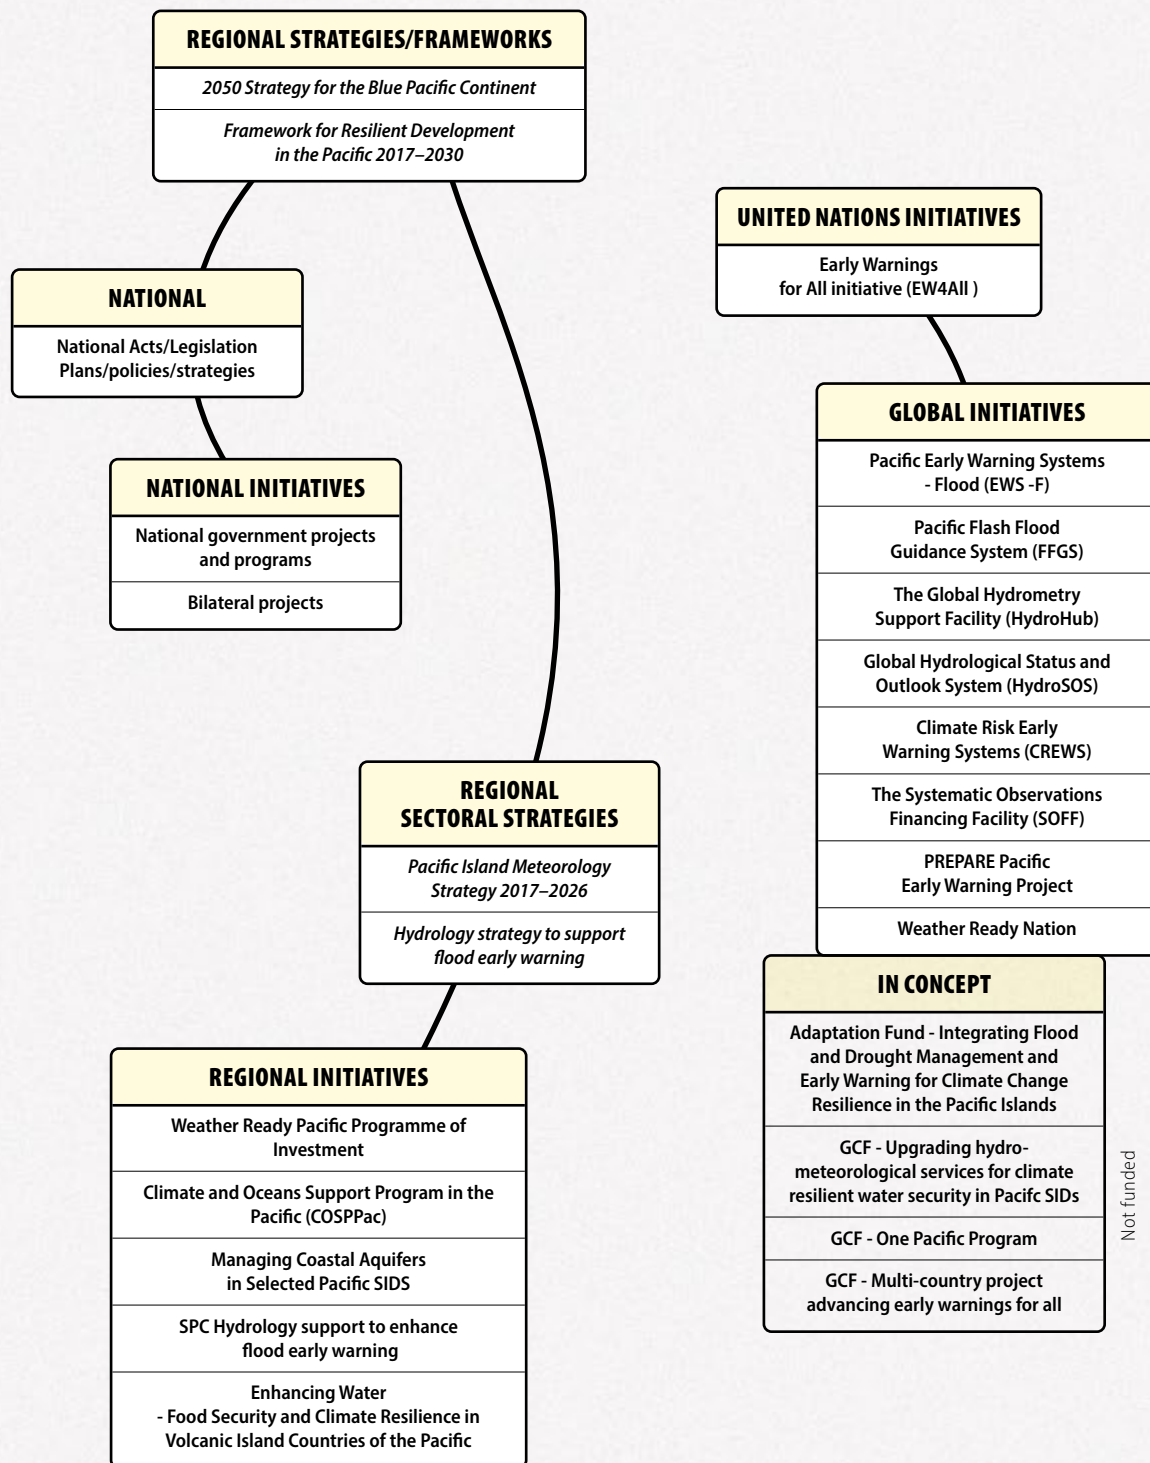 REGIONAL STRATEGIES/FRAMEWORKS
2050 Strategy for the Blue Pacific Continent
Framework for Resilient Development
in the Pacific 2017–2030
NATIONAL
National Acts/Legislation
Plans/policies/strategies
NATIONAL INITIATIVES
National government projects
and programs
Bilateral projects
REGIONAL
SECTORAL STRATEGIES
Pacific Island Meteorology
Strategy 2017–2026
Hydrology strategy to support
flood early warning
REGIONAL INITIATIVES
Weather Ready Pacific Programme of
Investment
Climate and Oceans Support Program in the
Pacific (COSPPac)
Managing Coastal Aquifers
in Selected Pacific SIDS
SPC Hydrology support to enhance
flood early warning
Enhancing Water
- Food Security and Climate Resilience in
Volcanic Island Countries of the Pacific
UNITED NATIONS INITIATIVES
Early Warnings
for All initiative (EW4All )
GLOBAL INITIATIVES
Pacific Early Warning Systems
- Flood (EWS -F)
Pacific Flash Flood
Guidance System (FFGS)
The Global Hydrometry
Support Facility (HydroHub)
Global Hydrological Status and
Outlook System (HydroSOS)
Climate Risk Early
Warning Systems (CREWS)
The Systematic Observations
Financing Facility (SOFF)
PREPARE Pacific
Early Warning Project
Weather Ready Nation
IN CONCEPT
Adaptation Fund - Integrating Flood
and Drought Management and
Early Warning for Climate Change
Resilience in the Pacific Islands
GCF - Upgrading hydro-
meteorological services for climate
resilient water security in Pacifc SIDs
GCF - One Pacific Program
GCF - Multi-country project
advancing early warnings for all
Not funded